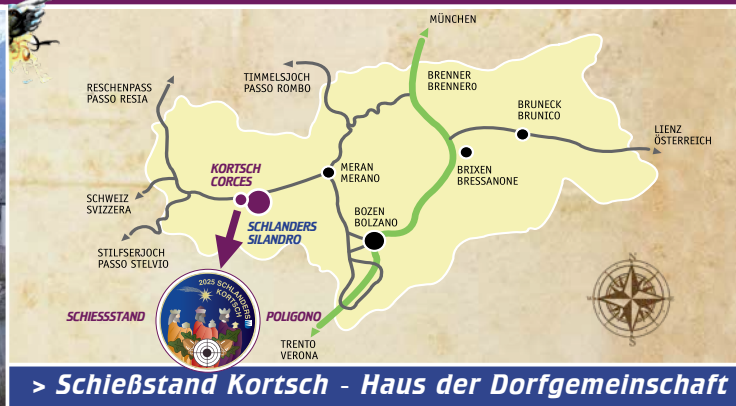 MÜNCHEN
TIMMELSJOCH
PASSO ROMBO
BRENNER
BRENNERO
RESCHENPASS
PASSO RESIA
BRUNECK
BRUNICO
LIENZ
ÖSTERREICH
KORTSCH
CORCES
MERAN
MERANO
BRIXEN
BRESSANONE
SCHWEIZ
SVIZZERA
BOZEN
BOLZANO
SCHLANDERS
SILANDRO
STILFSERJOCH
PASSO STELVIO
2025 SCHLANDERS
KORTSCH
SCHIESSSTAND
POLIGONO
TRENTO
VERONA
N
S
> Schießstand Kortsch - Haus der Dorfgemeinschaft